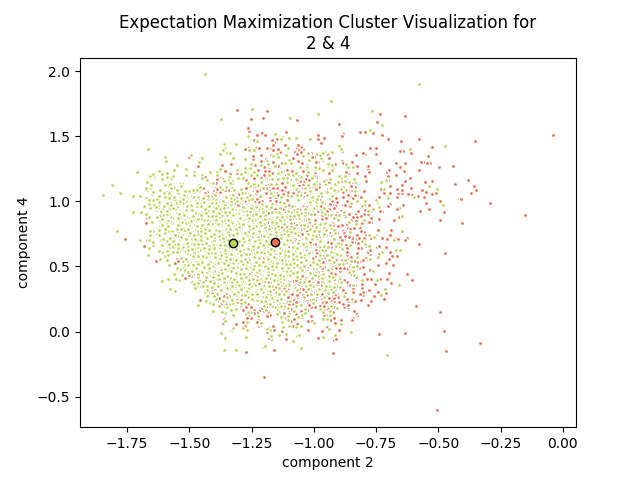 Expectation Maximization Cluster Visualization for
2 & 4
2.0
1.5
1.0
0.5
0.0
−0.5
component 4
−1.75 −1.50 −1.25 −1.00 −0.75 −0.50 −0.25 0.00
component 2